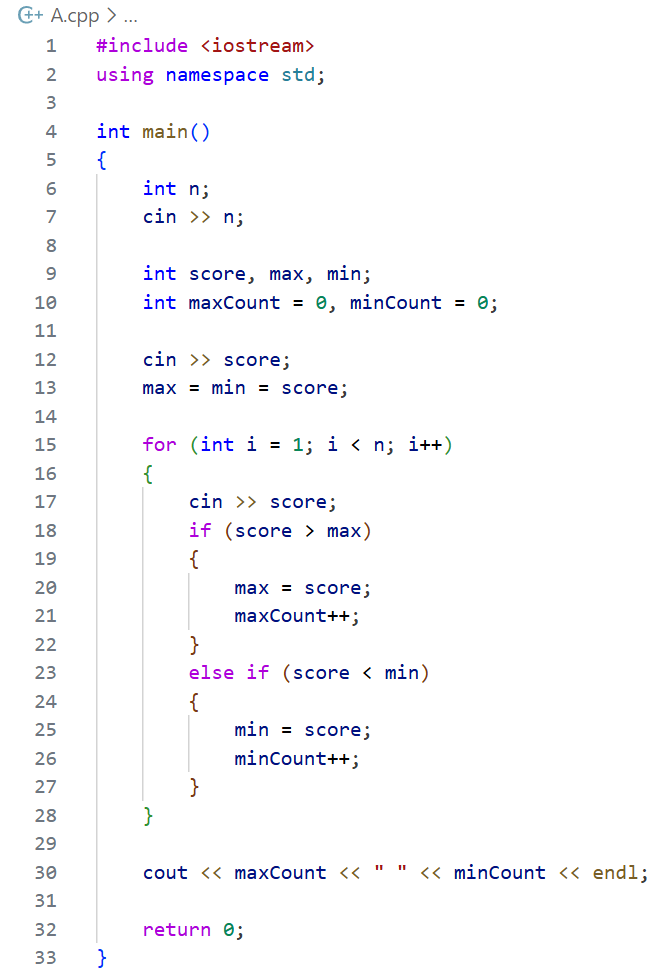 C++ A.cpp > ...
1 #include <iostream>
2 using namespace std;
3
4 int main()
5 {
6     int n;
7     cin >> n;
8
9     int score, max, min;
10     int maxCount = 0, minCount = 0;
11
12     cin >> score;
13     max = min = score;
14
15     for (int i = 1; i < n; i++)
16     {
17         cin >> score;
18         if (score > max)
19         {
20             max = score;
21             maxCount++;
22         }
23         else if (score < min)
24         {
25             min = score;
26             minCount++;
27         }
28     }
29
30     cout << maxCount << " " << minCount << endl;
31
32     return 0;
33 }